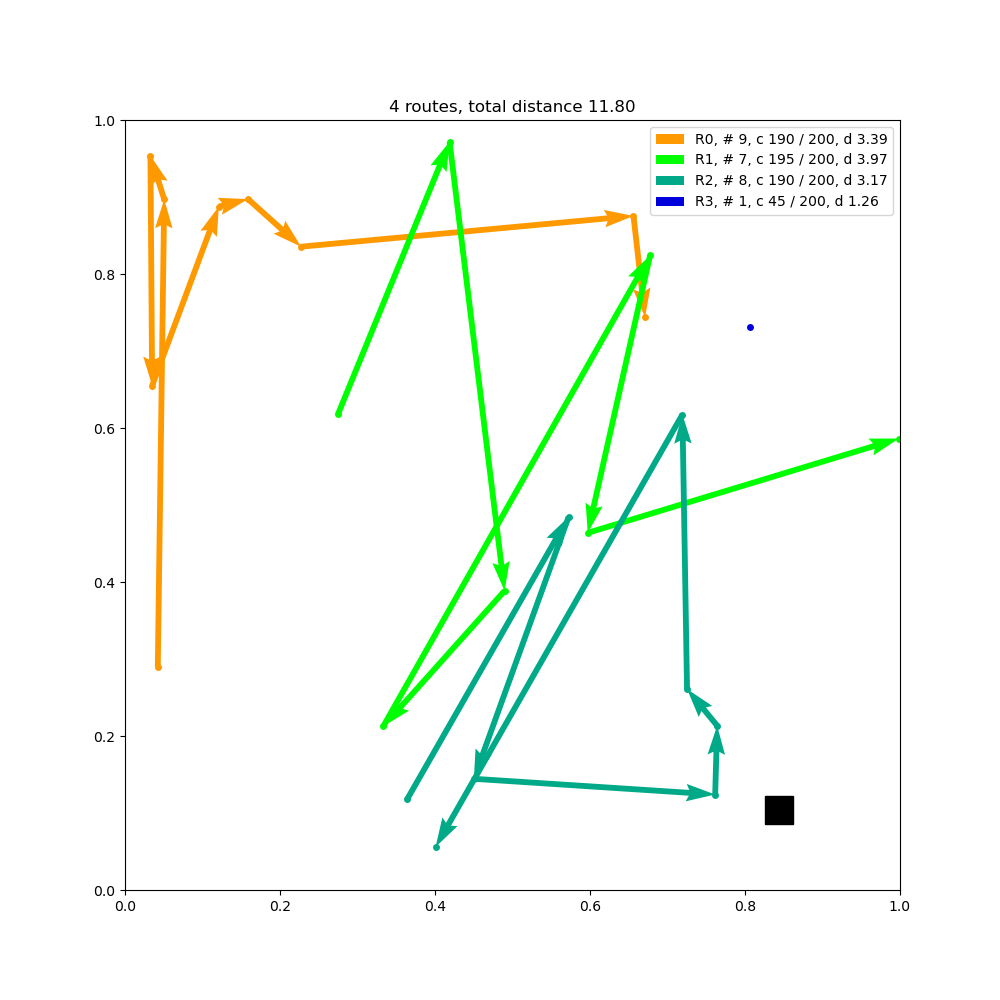 4 routes, total distance 11.80
R0, # 9, c 190 / 200, d 3.39
R1, # 7, c 195 / 200, d 3.97
R2, # 8, c 190 / 200, d 3.17
R3, # 1, c 45 / 200, d 1.26
1.0
0.8
0.6
0.4
0.2
0.0
0.0 0.2 0.4 0.6 0.8 1.0